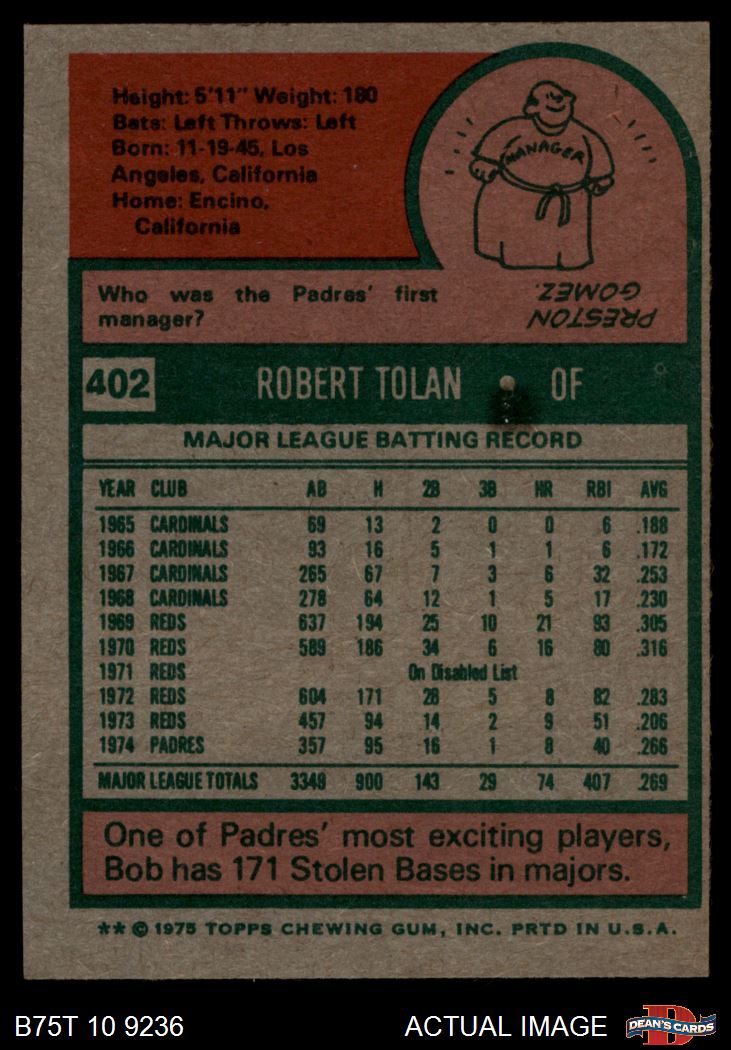 Height: 5'11" Weight: 180
Bats: Left Throws: Left
Born: 11-19-45, Los
Angeles, California
Home: Encino,
California
MANAGER
Who was the Padres' first
manager?
PRESTON
GOMEZ.
402 ROBERT TOLAN • OF
MAJOR LEAGUE BATTING RECORD
YEAR CLUB AB H 2B 3B HR RBI AVG
1965 CARDINALS 69 13 2 0 0 6 .188
1966 CARDINALS 93 16 5 1 1 6 .172
1967 CARDINALS 265 67 7 3 6 32 .253
1968 CARDINALS 278 64 12 1 5 17 .230
1969 REDS 637 194 25 10 21 93 .305
1970 REDS 589 186 34 6 16 80 .316
1971 REDS On Disabled List
1972 REDS 604 171 28 5 8 82 .283
1973 REDS 457 94 14 2 9 51 .206
1974 PADRES 357 95 16 1 8 40 .266
MAJOR LEAGUE TOTALS 3349 900 143 29 74 407 .269
One of Padres' most exciting players,
Bob has 171 Stolen Bases in majors.
** © 1975 TOPPS CHEWING GUM, INC. PRTD IN U.S.A.
B75T 10 9236 ACTUAL IMAGE DEAN'S CARDS